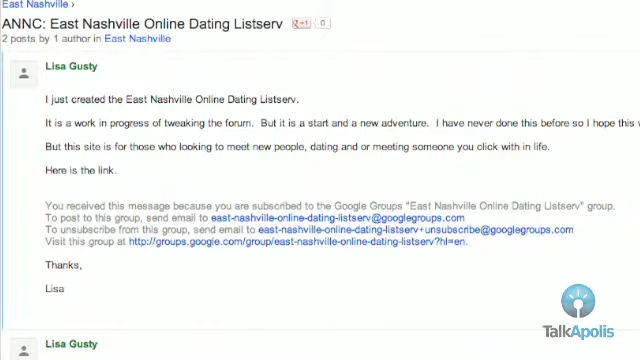 East Nashville ›
ANNC: East Nashville Online Dating Listserv +1 0
2 posts by 1 author in East Nashville
Lisa Gusty
I just created the East Nashville Online Dating Listserv.
It is a work in progress of tweaking the forum. But it is a start and a new adventure. I have never done this before so I hope this
But this site is for those who looking to meet new people, dating and or meeting someone you click with in life.
Here is the link.
You received this message because you are subscribed to the Google Groups "East Nashville Online Dating Listserv" group.
To post to this group, send email to east-nashville-online-dating-listserv@googlegroups.com
To unsubscribe from this group, send email to east-nashville-online-dating-listserv+unsubscribe@googlegroups.com
Visit this group at http://groups.google.com/group/east-nashville-online-dating-listserv?hl=en.
Thanks,
Lisa
TalkApolis
Lisa Gusty